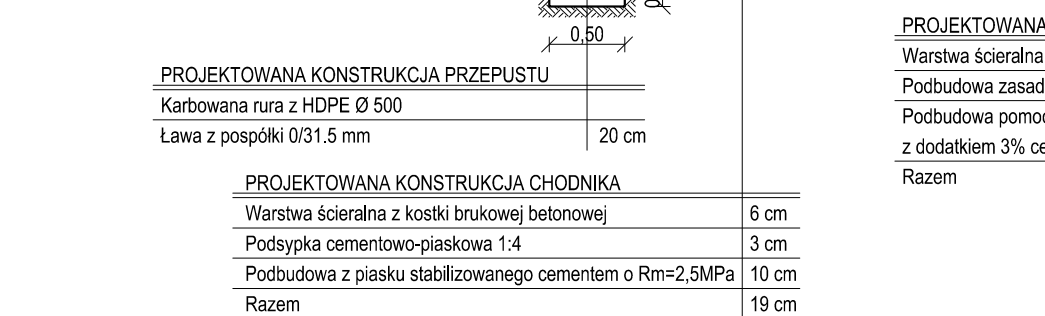 0,50
PROJEKTOWANA KONSTRUKCJA PRZEPUSTU
Karbowana rura z HDPE Ø 500
Ława z pospółki 0/31.5 mm 20 cm
PROJEKTOWANA KONSTRUKCJA CHODNIKA
Warstwa ścieralna z kostki brukowej betonowej 6 cm
Podsypka cementowo-piaskowa 1:4 3 cm
Podbudowa z piasku stabilizowanego cementem o Rm=2,5MPa 10 cm
Razem 19 cm
PROJEKTOWANA
Warstwa ścieralna
Podbudowa zasad
Podbudowa pomoc
z dodatkiem 3% ce
Razem